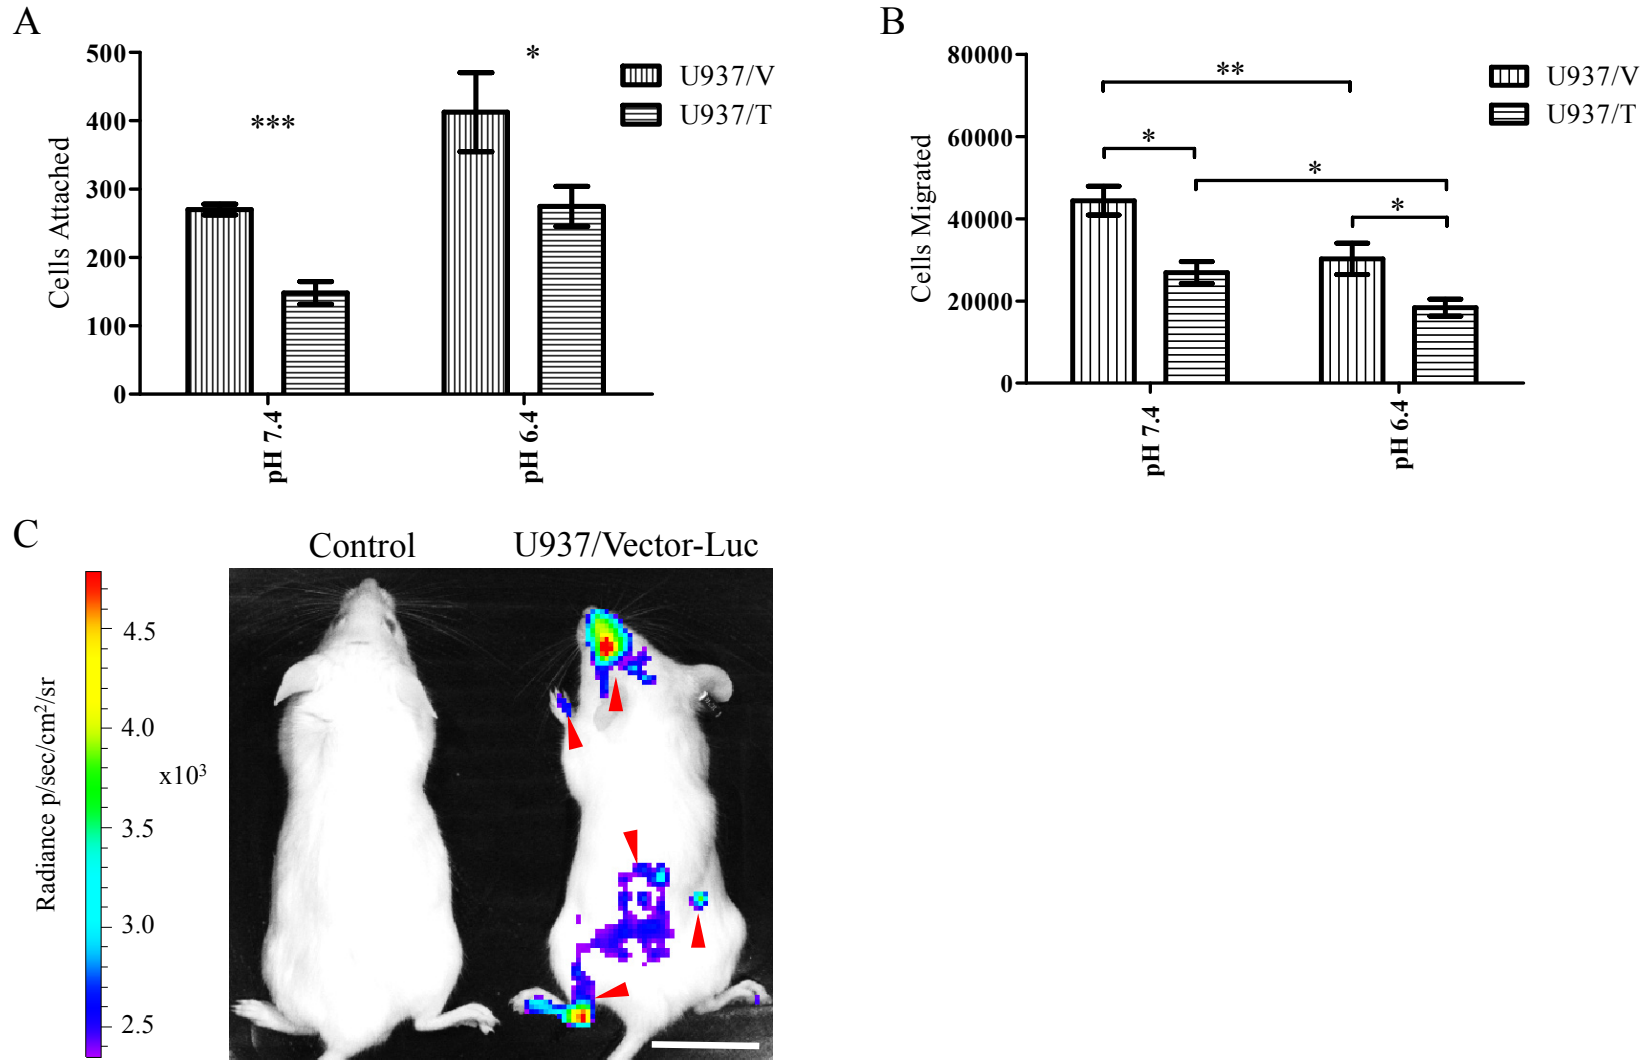 A
500
400
300
200
100
0
Cells Attached
***
*
U937/V
U937/T
pH 7.4
pH 6.4
B
80000
60000
40000
20000
0
Cells Migrated
**
*
*
*
U937/V
U937/T
pH 7.4
pH 6.4
C
Control
U937/Vector-Luc
Radiance p/sec/cm²/sr
4.5
4.0
x10³
3.5
3.0
2.5